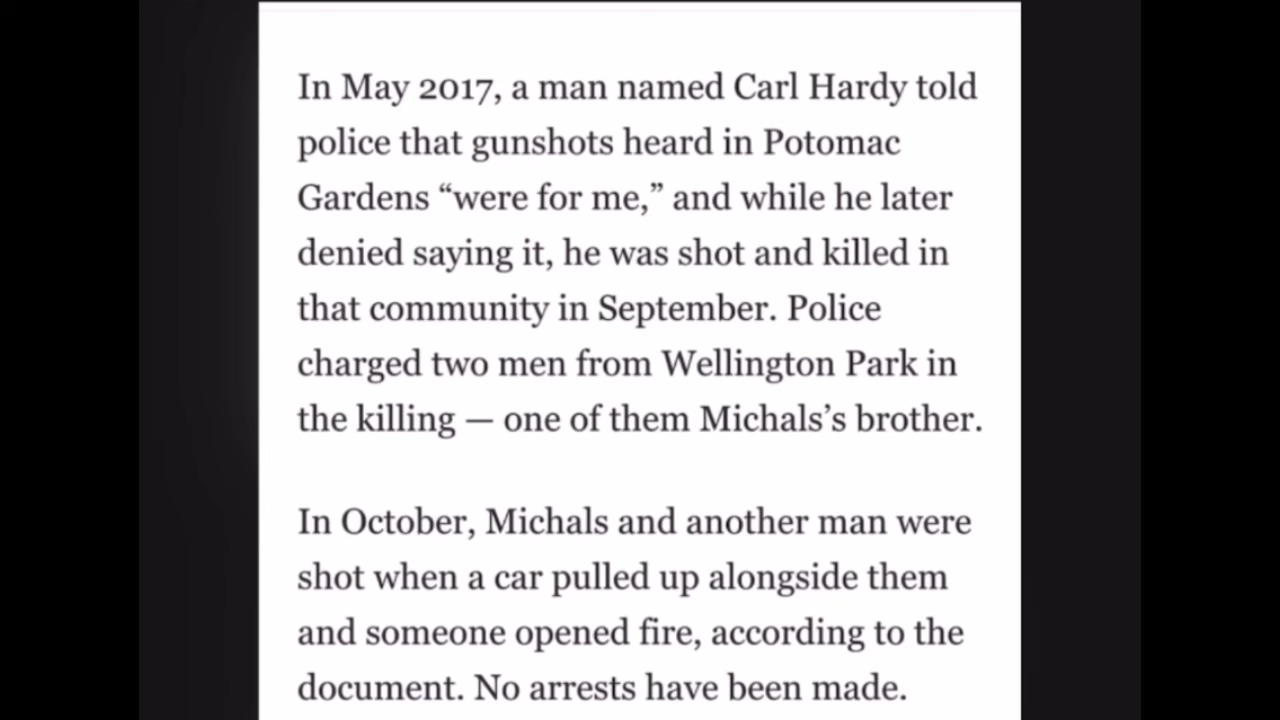 In May 2017, a man named Carl Hardy told
police that gunshots heard in Potomac
Gardens “were for me,” and while he later
denied saying it, he was shot and killed in
that community in September. Police
charged two men from Wellington Park in
the killing — one of them Michals’s brother.
In October, Michals and another man were
shot when a car pulled up alongside them
and someone opened fire, according to the
document. No arrests have been made.